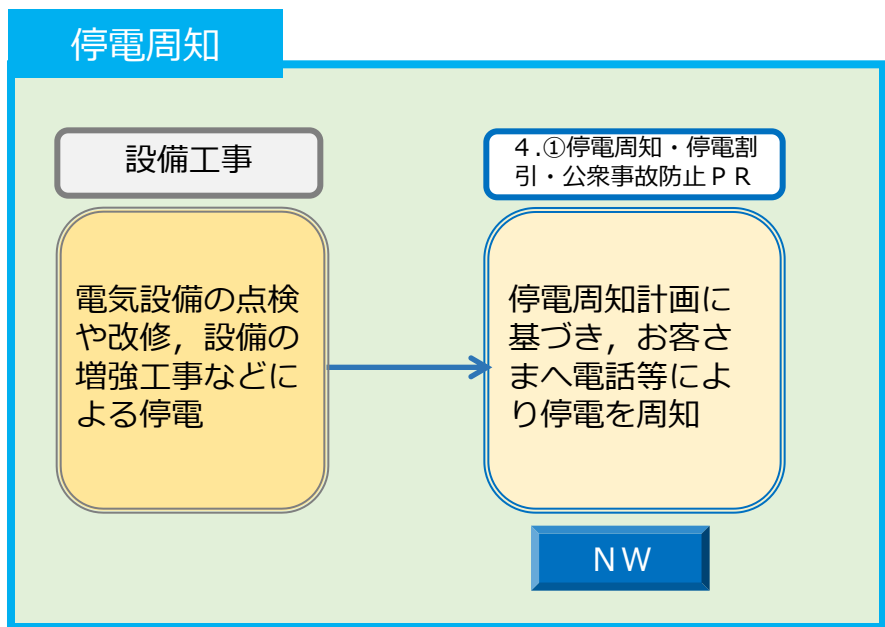 停電周知
設備工事
４.①停電周知・停電割
引・公衆事故防止ＰＲ
電気設備の点検
や改修，設備の
増強工事などに
よる停電
停電周知計画に
基づき，お客さ
まへ電話等によ
り停電を周知
ＮＷ